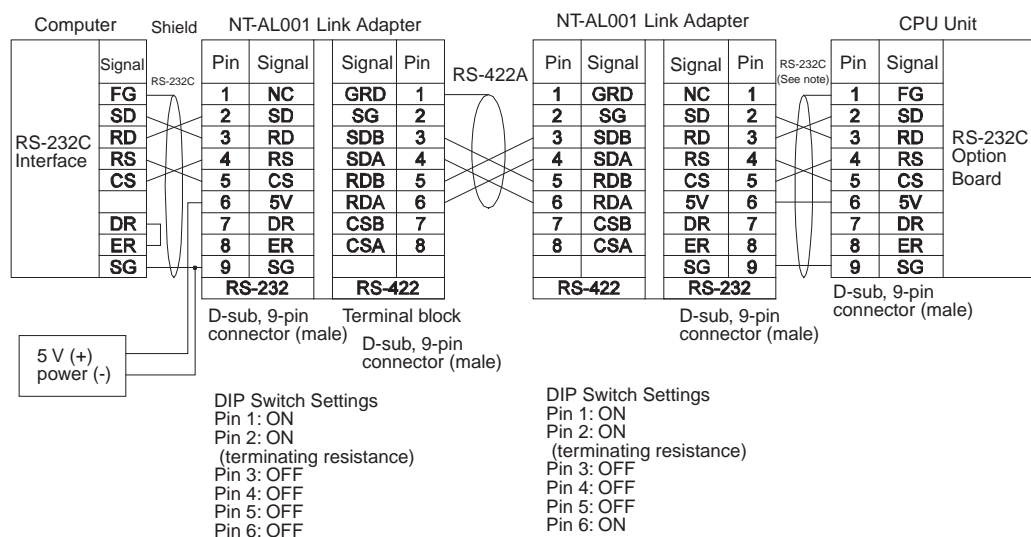 Computer Shield NT-AL001 Link Adapter NT-AL001 Link Adapter CPU Unit
Signal Pin Signal Signal Pin Pin Signal Signal Pin Pin Signal
RS-232C RS-422A RS-232C
(See note)
FG 1 NC GRD 1 1 GRD NC 1 1 FG
SD 2 SD SG 2 2 SG SD 2 2 SD
RD 3 RD SDB 3 3 SDB RD 3 3 RD
RS 4 RS SDA 4 4 SDA RS 4 4 RS
CS 5 CS RDB 5 5 RDB CS 5 5 CS
6 5V RDA 6 6 RDA 5V 6 6 5V
DR 7 DR CSB 7 7 CSB DR 7 7 DR
ER 8 ER CSA 8 8 CSA ER 8 8 ER
SG 9 SG SG 9 9 SG
RS-232C
Interface
RS-232C
Option
Board
RS-232 RS-422 RS-422 RS-232
D-sub, 9-pin
connector (male)
Terminal block
D-sub, 9-pin
connector (male)
D-sub, 9-pin
connector (male)
D-sub, 9-pin
connector (male)
5 V (+)
power (-)
DIP Switch Settings
Pin 1: ON
Pin 2: ON
(terminating resistance)
Pin 3: OFF
Pin 4: OFF
Pin 5: OFF
Pin 6: OFF
DIP Switch Settings
Pin 1: ON
Pin 2: ON
(terminating resistance)
Pin 3: OFF
Pin 4: OFF
Pin 5: OFF
Pin 6: ON